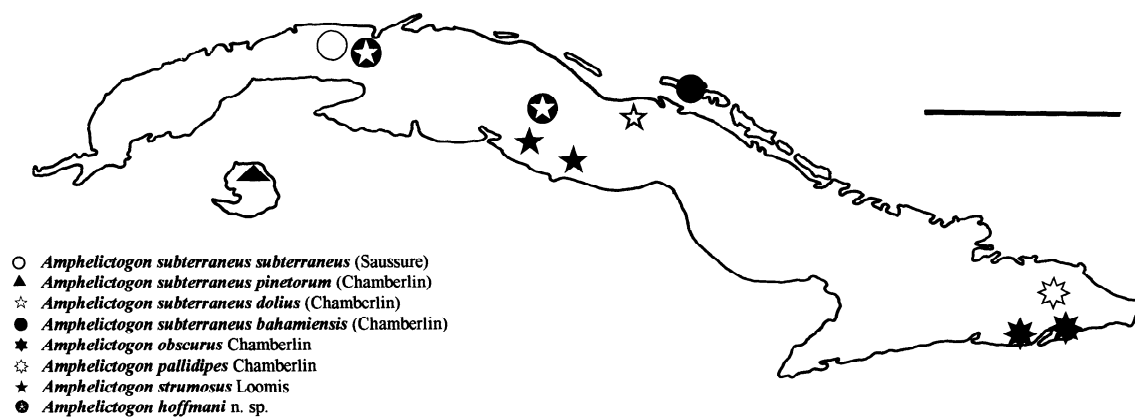 Amphelictogon subterraneus subterraneus (Saussure)
Amphelictogon subterraneus pinetorum (Chamberlin)
Amphelictogon subterraneus dolius (Chamberlin)
Amphelictogon subterraneus bahamiensis (Chamberlin)
Amphelictogon obscurus Chamberlin
Amphelictogon pallidipes Chamberlin
Amphelictogon strumosus Loomis
Amphelictogon hoffmani n. sp.